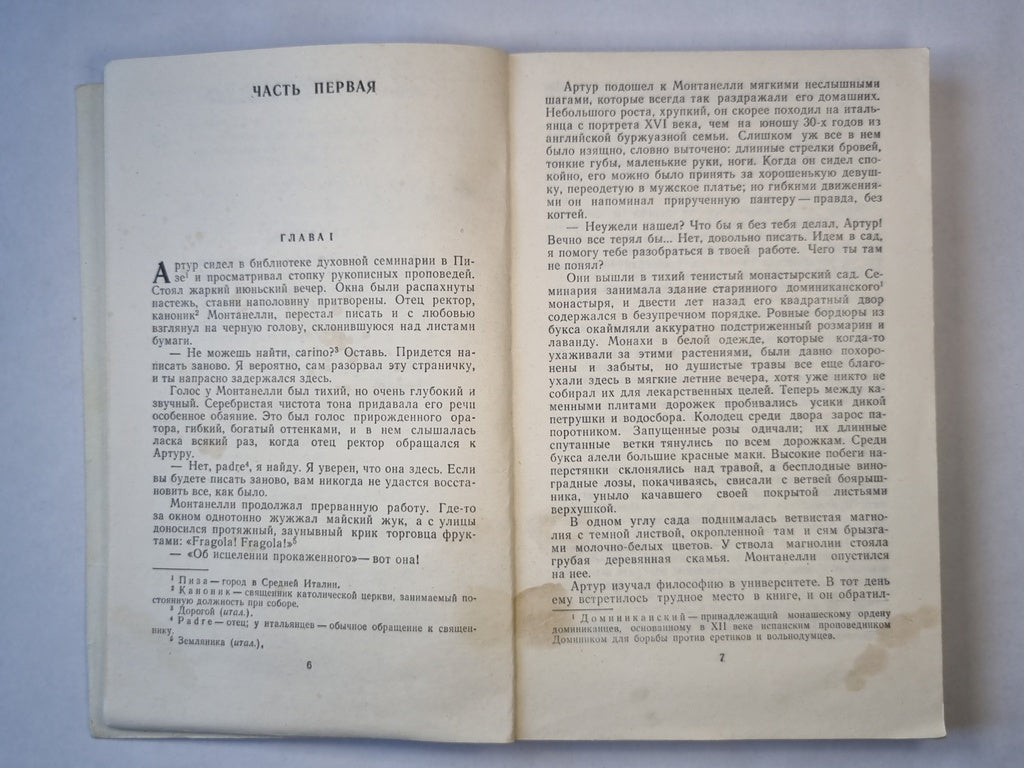 ЧАСТЬ ПЕРВАЯ
ГЛАВА I
Артур сидел в библиотеке духовной семинарии в Пи-
зе¹ и просматривал стопку рукописных проповедей.
Стоял жаркий июньский вечер. Окна были распахнуты
настежь, ставни наполовину притворены. Отец ректор,
каноник² Монтанелли, перестал писать и с любовью
взглянул на черную голову, склонившуюся над листами
бумаги.
— Не можешь найти, carino?³ Оставь. Придется на-
писать заново. Я вероятно, сам разорвал эту страничку,
и ты напрасно задержался здесь.
Голос у Монтанелли был тихий, но очень глубокий и
звучный. Серебристая чистота тона придавала его речи
особенное обаяние. Это был голос прирожденного ора-
тора, гибкий, богатый оттенками, и в нем слышалась
ласка всякий раз, когда отец ректор обращался к
Артуру.
— Нет, padre⁴, я найду. Я уверен, что она здесь. Если
вы будете писать заново, вам никогда не удастся восста-
новить все, как было.
Монтанелли продолжал прерванную работу. Где-то
за окном однотонно жужжал майский жук, а с улицы
доносился протяжный, заунывный крик торговца фрук-
тами: «Fragola! Fragola!»⁵
— «Об исцелении прокаженного»— вот она!
¹ Пиза — город в Средней Италии.
² Каноник — священник католической церкви, занимаемый по-
стоянную должность при соборе.
³ Дорогой (итал.).
⁴ Padre — отец; у итальянцев — обычное обращение к священ-
нику.
⁵ Земляника (итал.),
6
Артур подошел к Монтанелли мягкими неслышными
шагами, которые всегда так раздражали его домашних.
Небольшого роста, хрупкий, он скорее походил на италь-
янца с портрета XVI века, чем на юношу 30-х годов из
английской буржуазной семьи. Слишком уж все в нем
было изящно, словно выточено: длинные стрелки бровей,
тонкие губы, маленькие руки, ноги. Когда он сидел спо-
койно, его можно было принять за хорошенькую девуш-
ку, переодетую в мужское платье; но гибкими движения-
ми он напоминал прирученную пантеру — правда, без
когтей.
— Неужели нашел? Что бы я без тебя делал, Артур!
Вечно все терял бы... Нет, довольно писать. Идем в сад,
я помогу тебе разобраться в твоей работе. Чего ты там
не понял?
Они вышли в тихий тенистый монастырский сад. Се-
минария занимала здание старинного доминиканского¹
монастыря, и двести лет назад его квадратный двор
содержался в безупречном порядке. Ровные бордюры из
букса окаймляли аккуратно подстриженный розмарин и
лаванду. Монахи в белой одежде, которые когда-то
ухаживали за этими растениями, были давно похоро-
нены и забыты, но душистые травы все еще благо-
ухали здесь в мягкие летние вечера, хотя уже никто не
собирал их для лекарственных целей. Теперь между ка-
менными плитами дорожек пробивались усики дикой
петрушки и водосбора. Колодец среди двора зарос па-
поротником. Запущенные розы одичали; их длинные
спутанные ветки тянулись по всем дорожкам. Среди
букса алели большие красные маки. Высокие побеги на-
перстянки склонялись над травой, а бесплодные вино-
градные лозы, покачиваясь, свисали с ветвей боярыш-
ника, уныло качавшего своей покрытой листьями
верхушкой.
В одном углу сада поднималась ветвистая магно-
лия с темной листвой, окропленной там и сям брызга-
ми молочно-белых цветов. У ствола магнолии стояла
грубая деревянная скамья. Монтанелли опустился
на нее.
Артур изучал философию в университете. В тот день
ему встретилось трудное место в книге, и он обратил-
¹ Доминиканский — принадлежащий монашескому ордену
доминиканцев, основанному в XII веке испанским проповедником
Домиником для борьбы против еретиков и вольнодумцев.
7